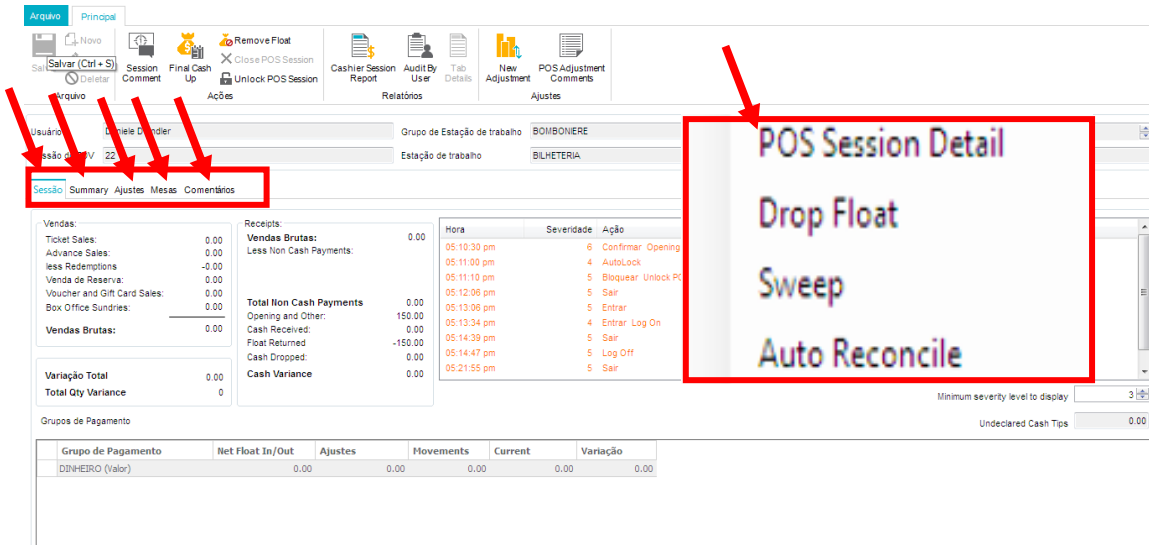 Arquivo Principal
Novo
Salvar (Ctrl + S)
Deletar
Session Comment
Final Cash Up
Remove Float
Close POS Session
Unlock POS Session
Cashier Session Report
Audit By User
Tab Details
New Adjustment
POS Adjustment Comments
Arquivo Ações Relatórios Ajustes
Usuário Grupo de Estação de trabalho BOMBONIERE
22 Estação de trabalho BILHETERIA
Sessão Summary Ajustes Mesas Comentários
Vendas:
Ticket Sales: 0.00
Advance Sales: 0.00
less Redemptions -0.00
Venda de Reserva: 0.00
Voucher and Gift Card Sales: 0.00
Box Office Sundries: 0.00
Vendas Brutas: 0.00
Variação Total 0.00
Total Qty Variance 0
Receipts:
Vendas Brutas: 0.00
Less Non Cash Payments:
Total Non Cash Payments 0.00
Opening and Other: 150.00
Cash Received: 0.00
Float Returned -150.00
Cash Dropped: 0.00
Cash Variance 0.00
Hora Severidade Ação
05:10:30 pm 6 Confirmar Opening
05:11:00 pm 4 AutoLock
05:11:10 pm 5 Bloquear Unlock PO
05:12:06 pm 5 Sair
05:13:06 pm 5 Entrar
05:13:34 pm 4 Entrar Log On
05:14:39 pm 5 Sair
05:14:47 pm 5 Log Off
05:21:55 pm 5 Sair
POS Session Detail
Drop Float
Sweep
Auto Reconcile
Minimum severity level to display 3
Undeclared Cash Tips 0.00
Grupos de Pagamento
Grupo de Pagamento Net Float In/Out Ajustes Movements Current Variação
DINHEIRO (Valor) 0.00 0.00 0.00 0.00 0.00